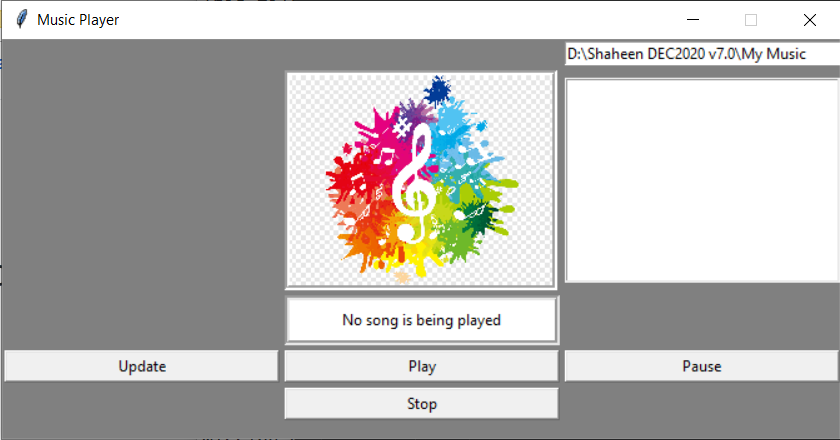 Music Player
D:\Shaheen DEC2020 v7.0\My Music
No song is being played
Update
Play
Pause
Stop